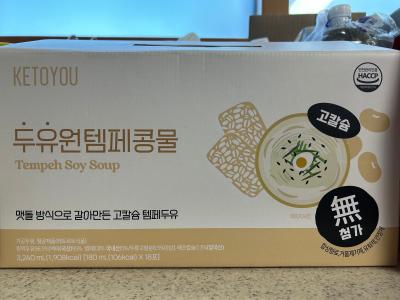 KETOYOU
두유원템페콩물
Tempeh Soy Soup
맷돌 방식으로 갈아만든 고칼슘 템페두유
3,240 mL (1,908kcal) [180 mL (106kcal) X 18포]
고칼슘
無
첨가
HACCP